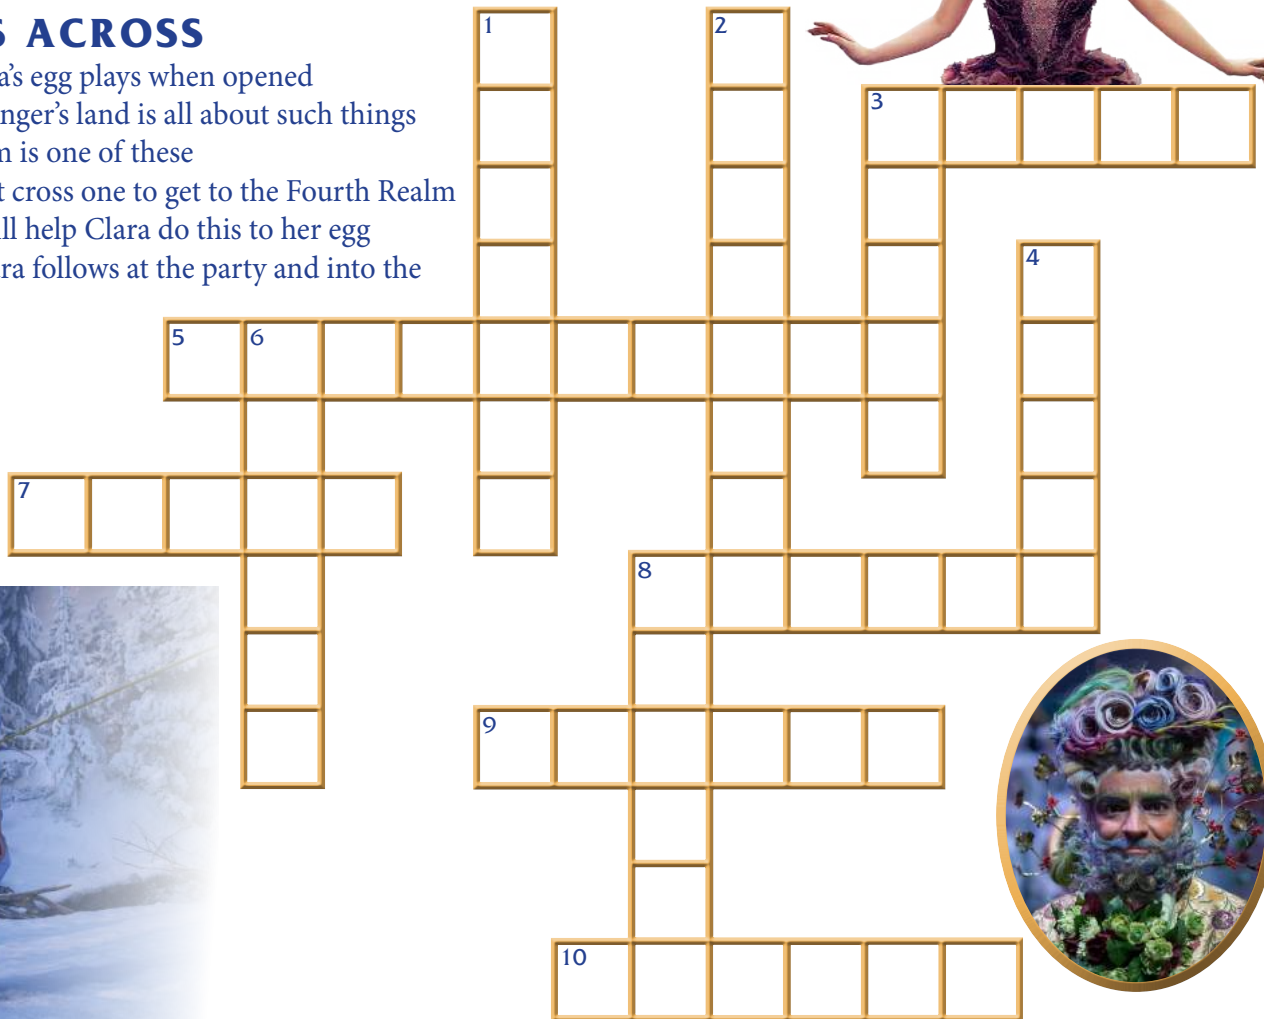 S ACROSS
a's egg plays when opened
nger's land is all about such things
m is one of these
t cross one to get to the Fourth Realm
ll help Clara do this to her egg
ra follows at the party and into the
1
2
3
4
5
6
7
8
9
10